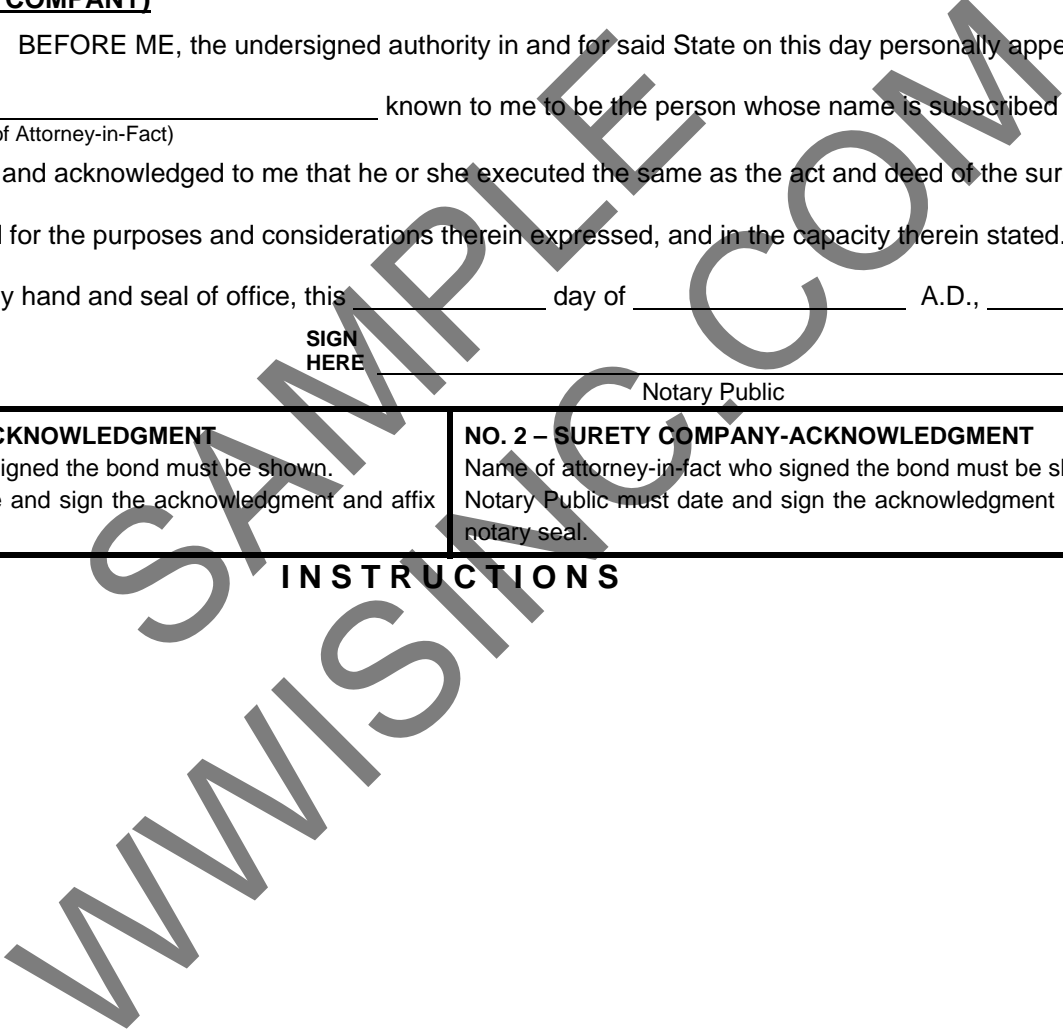 COMPANY)
BEFORE ME, the undersigned authority in and for said State on this day personally appe
known to me to be the person whose name is subscribed
of Attorney-in-Fact)
and acknowledged to me that he or she executed the same as the act and deed of the sur
for the purposes and considerations therein expressed, and in the capacity therein stated.
y hand and seal of office, this ____________ day of ____________ A.D., ____
SIGN
HERE
Notary Public
CKNOWLEDGMENT
igned the bond must be shown.
e and sign the acknowledgment and affix
NO. 2 – SURETY COMPANY-ACKNOWLEDGMENT
Name of attorney-in-fact who signed the bond must be sh
Notary Public must date and sign the acknowledgment
notary seal.
INSTRUCTIONS
SAMPLE
WWISINC.COM